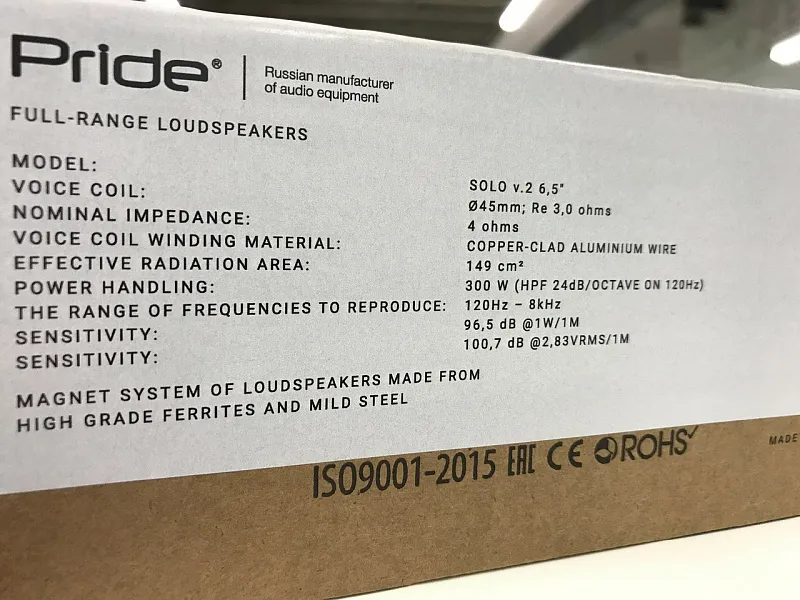 Pride®
Russian manufacturer
of audio equipment
FULL-RANGE LOUDSPEAKERS
MODEL: SOLO v.2 6,5"
VOICE COIL: Ø45mm; Re 3,0 ohms
NOMINAL IMPEDANCE: 4 ohms
VOICE COIL WINDING MATERIAL: COPPER-CLAD ALUMINIUM WIRE
EFFECTIVE RADIATION AREA: 149 cm²
POWER HANDLING: 300 W (HPF 24dB/OCTAVE ON 120Hz)
THE RANGE OF FREQUENCIES TO REPRODUCE: 120Hz – 8kHz
SENSITIVITY: 96,5 dB @1W/1M
SENSITIVITY: 100,7 dB @2,83VRMS/1M
MAGNET SYSTEM OF LOUDSPEAKERS MADE FROM
HIGH GRADE FERRITES AND MILD STEEL
ISO9001-2015 EAC CE ROHS
MADE